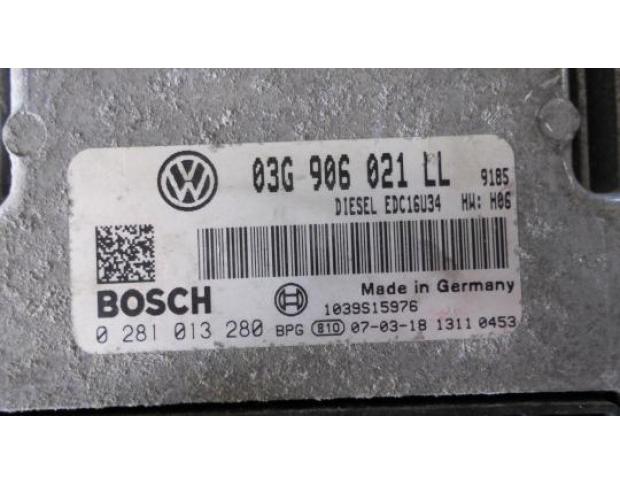 03G 906 021 LL 9185
DIESEL EDC16U34 HW: H06
Made in Germany
BOSCH 1039S15976
0 281 013 280 BPG 810 07-03-18 1311 0453